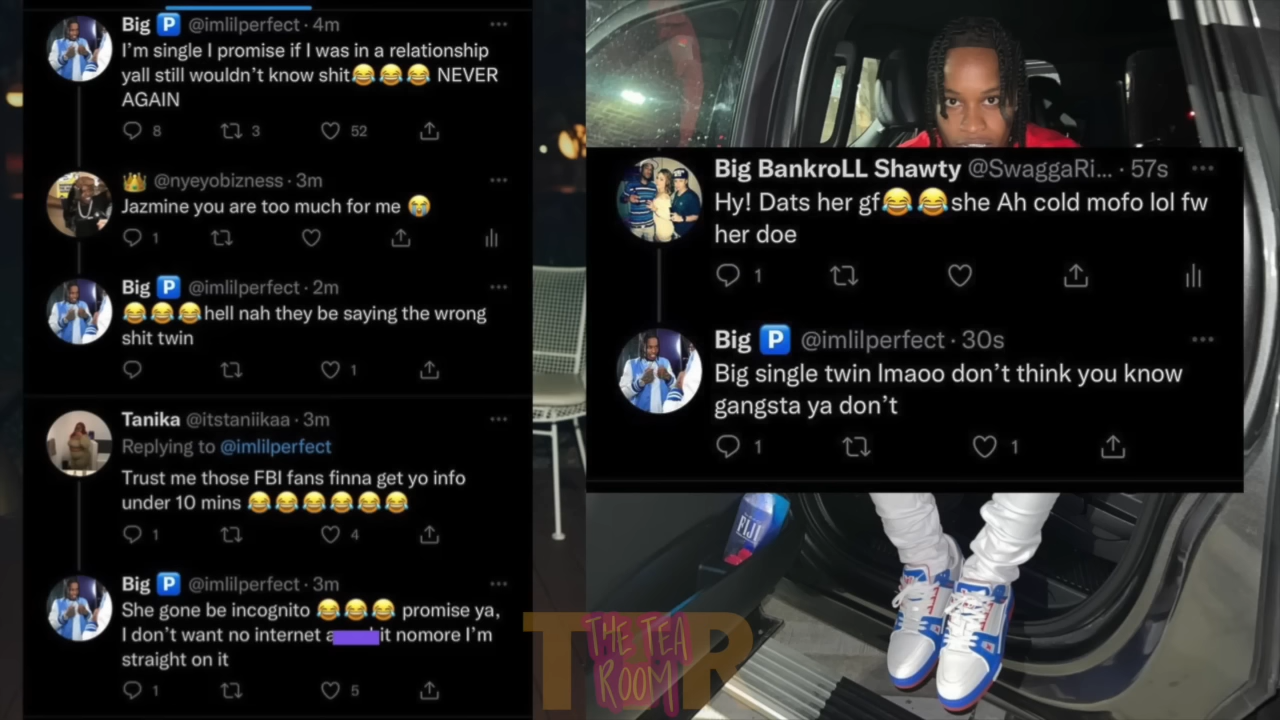 Big P @imlilperfect · 4m
I'm single I promise if I was in a relationship
yall still wouldn't know shit😂😂😂 NEVER
AGAIN
8 3 52
👑 @nyeyobizness · 3m
Jazmine you are too much for me 😭
1
Big P @imlilperfect · 2m
😂😂😂hell nah they be saying the wrong
shit twin
1
Tanika @itstaniikaa · 3m
Replying to @imlilperfect
Trust me those FBI fans finna get yo info
under 10 mins 😂😂😂😂😂😂
1 4
Big P @imlilperfect · 3m
She gone be incognito 😂😂😂 promise ya,
I don't want no internet it nomore I'm
straight on it
1 5
Big BankroLL Shawty @SwaggaRi... · 57s
Hy! Dats her gf😂😂she Ah cold mofo lol fw
her doe
1
Big P @imlilperfect · 30s
Big single twin lmaoo don't think you know
gangsta ya don't
1 1
FIJI
T R
THE TEA
ROOM